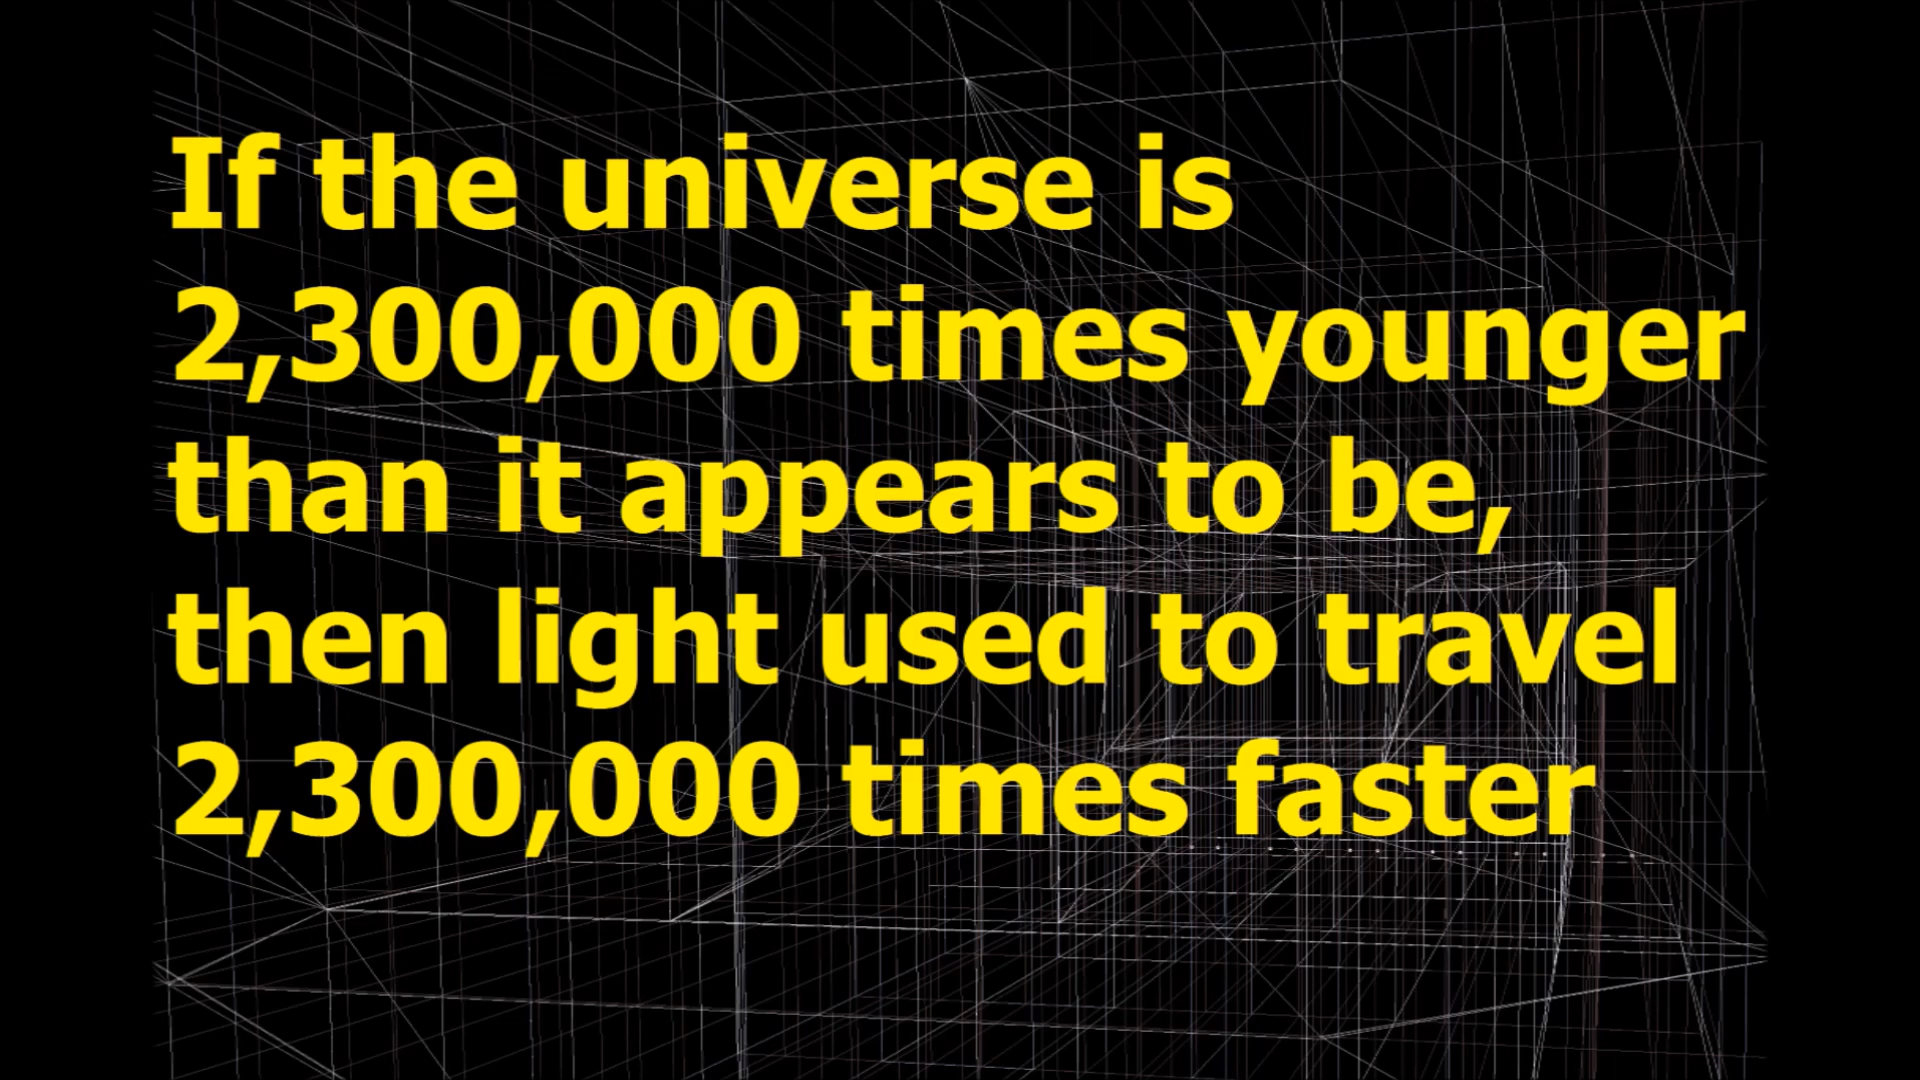 If the universe is
2,300,000 times younger
than it appears to be,
then light used to travel
2,300,000 times faster